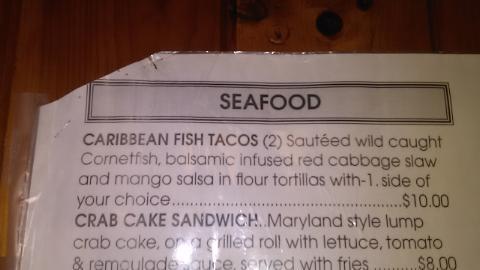 SEAFOOD
CARIBBEAN FISH TACOS (2) Sautéed wild caught
Cornetfish, balsamic infused red cabbage slaw
and mango salsa in flour tortillas with-1. side of
your choice..................................................$10.00
CRAB CAKE SANDWICH..Maryland style lump
crab cake, on a grilled roll with lettuce, tomato
& remoulade sauce, served with fries ..........$8.00